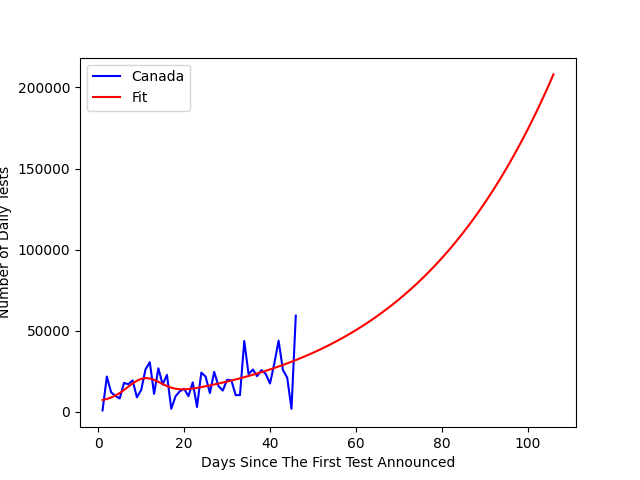 Canada
Fit
200000
150000
100000
50000
0
Number of Daily Tests
0 20 40 60 80 100
Days Since The First Test Announced